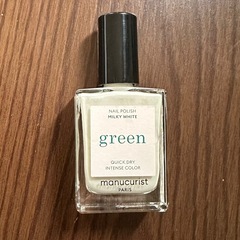 NAIL POLISH
MILKY WHITE
green
QUICK DRY
INTENSE COLOR
manucurist
PARIS